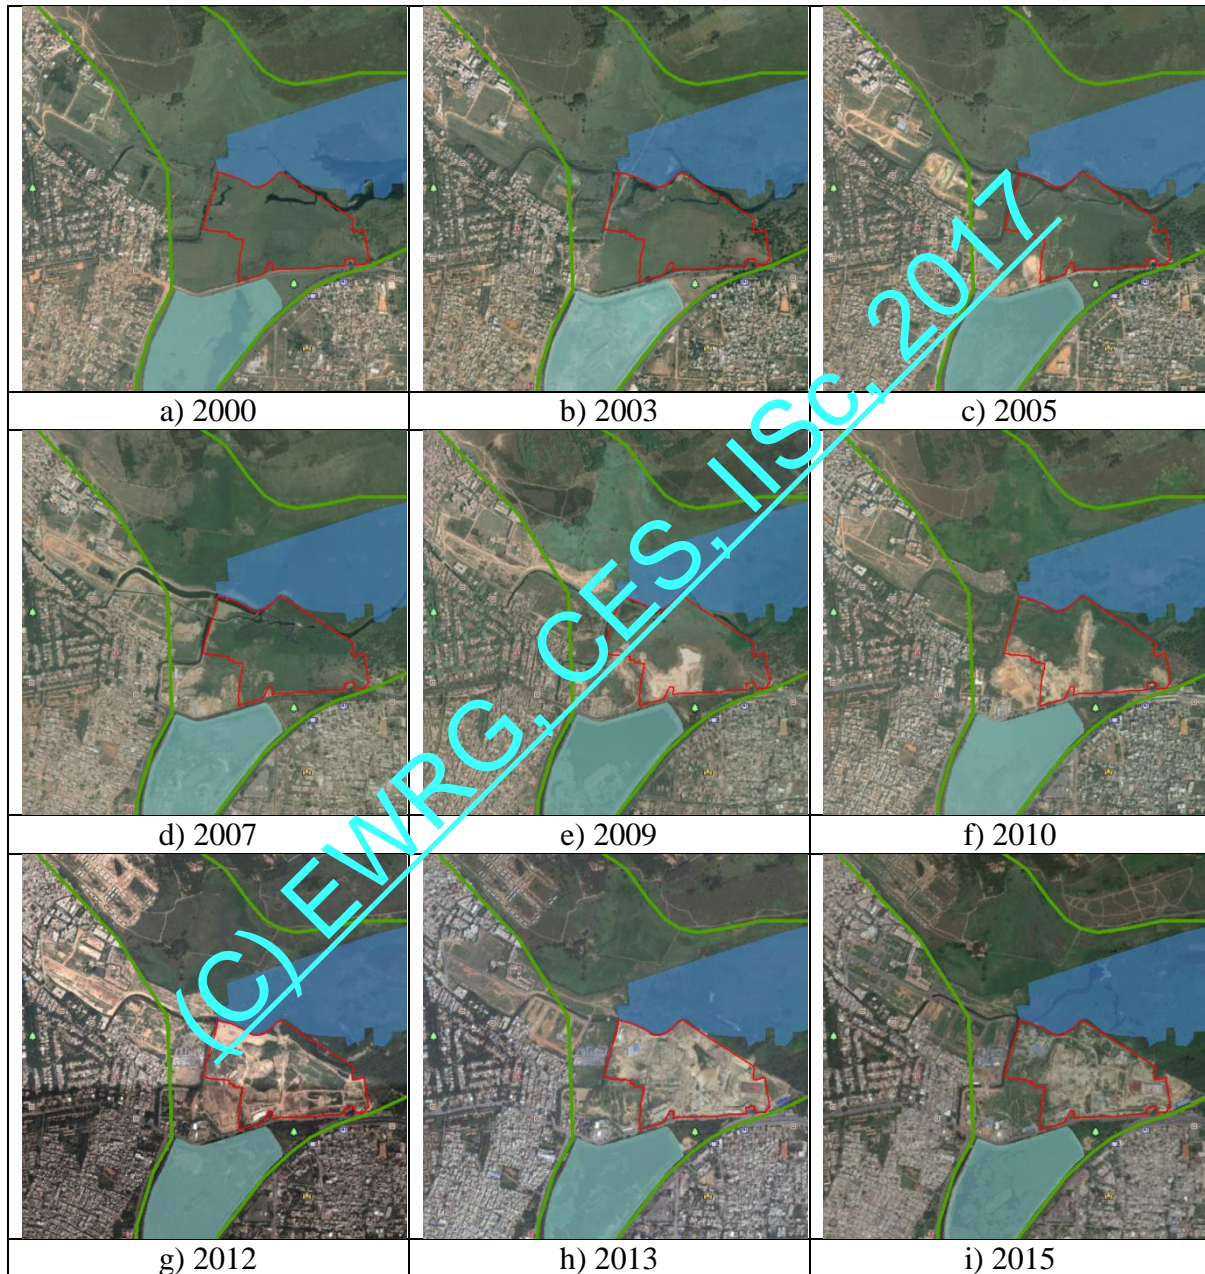 a) 2000
b) 2003
c) 2005
d) 2007
e) 2009
f) 2010
g) 2012
h) 2013
i) 2015
(C) EWRG, CES, IISc, 2017